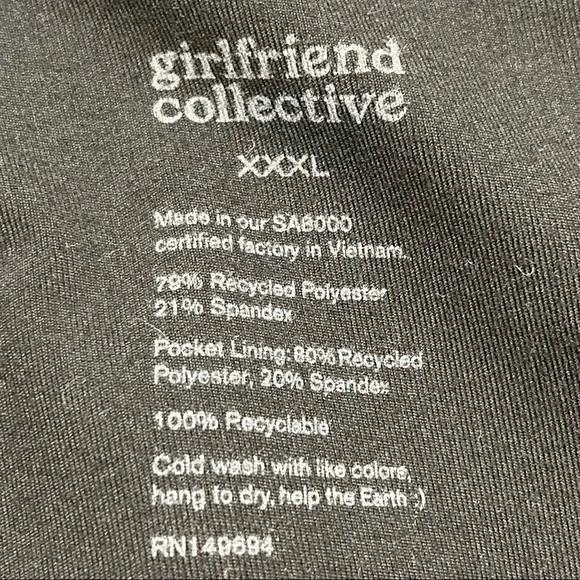 girlfriend
collective
XXXL
Made in our SA8000
certified factory in Vietnam.
79% Recycled Polyester
21% Spandex
Pocket Lining: 80% Recycled
Polyester, 20% Spandex
100% Recyclable
Cold wash with like colors,
hang to dry, help the Earth :)
RN149694